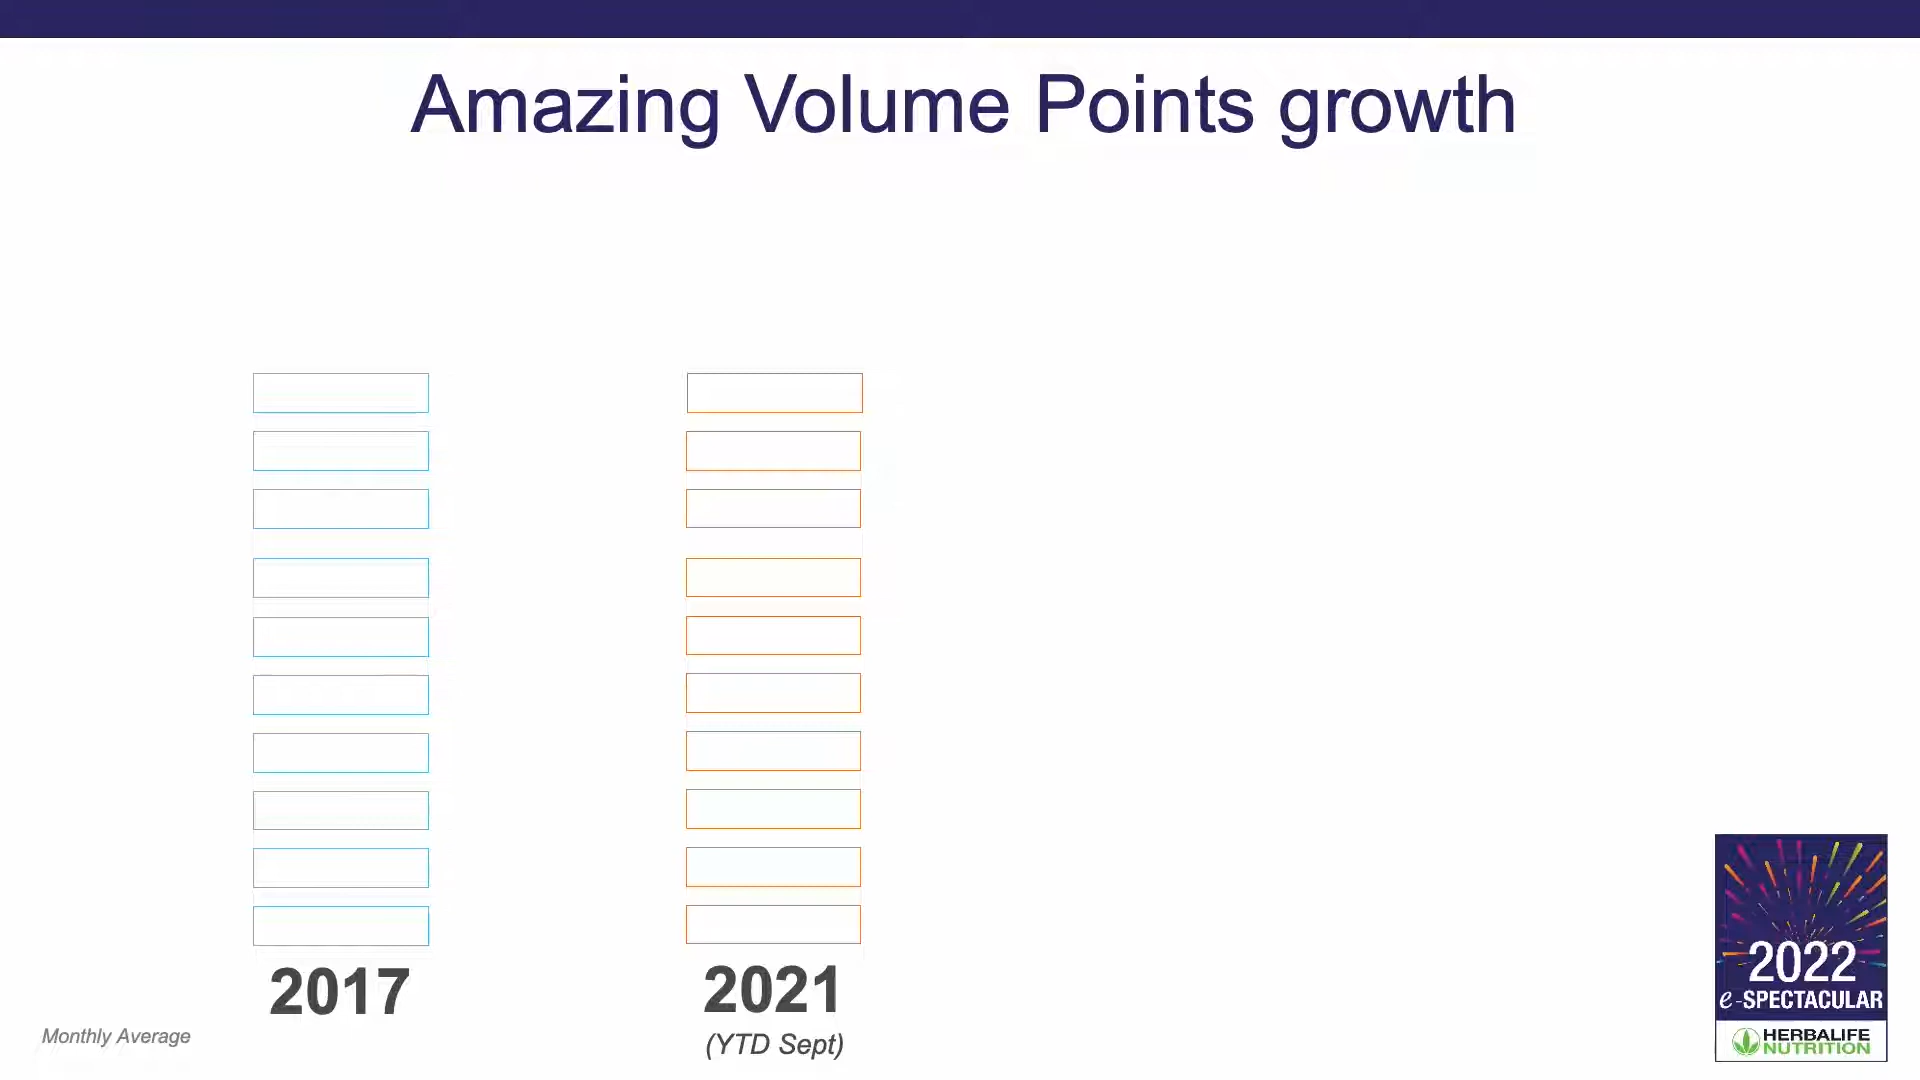 Amazing Volume Points growth
2017
2021
Monthly Average
(YTD Sept)
2022
e-SPECTACULAR
HERBALIFE
NUTRITION